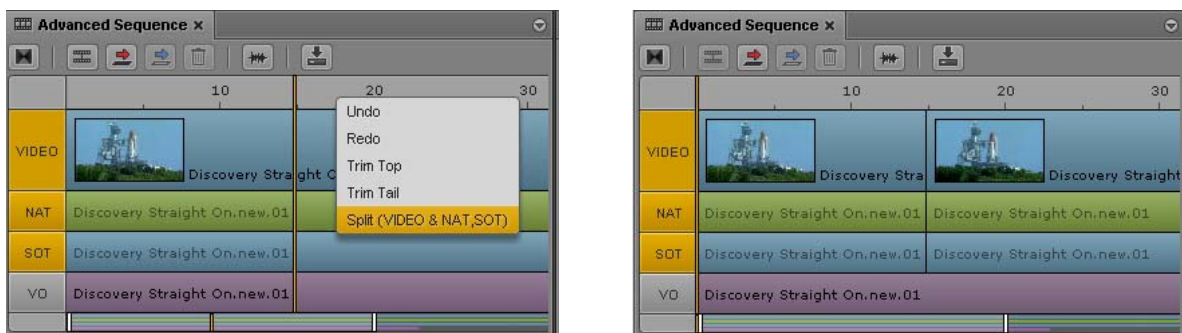 Advanced Sequence ×
10 20 30
Undo
Redo
Trim Top
Trim Tail
Split (VIDEO & NAT,SOT)
VIDEO
Discovery Straight O
NAT Discovery Straight On.new.01
SOT Discovery Straight On.new.01
VO Discovery Straight On.new.01
Advanced Sequence ×
10 20 30
VIDEO
Discovery Stra Discovery Straight
NAT Discovery Straight On.new.01 Discovery Straight On.new.01
SOT Discovery Straight On.new.01 Discovery Straight On.new.01
VO Discovery Straight On.new.01